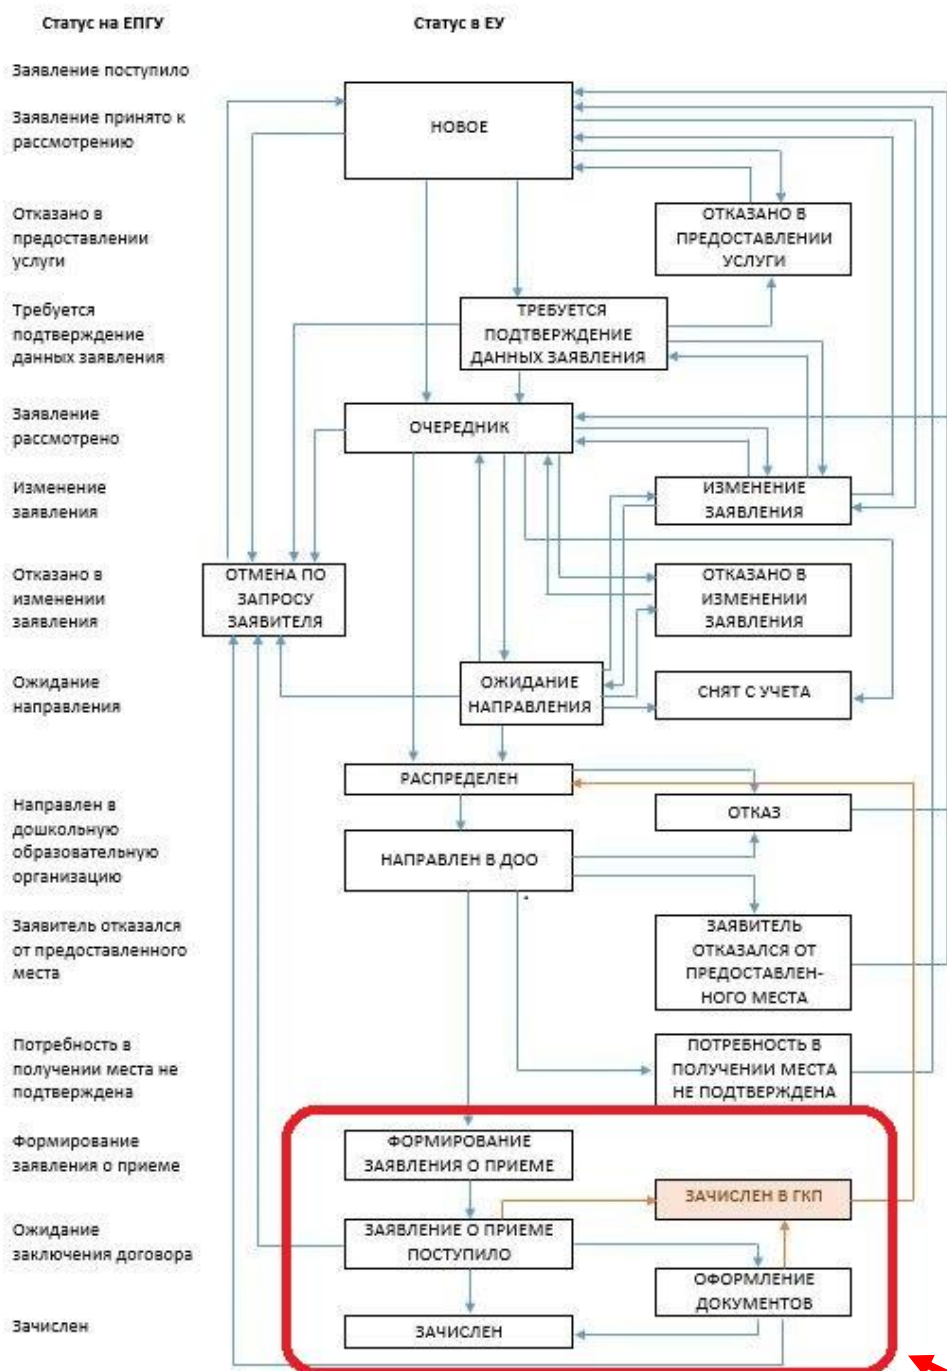 Статус на ЕПГУ
Статус в ЕУ
Заявление поступило
Заявление принято к
рассмотрению
НОВОЕ
Отказано в
предоставлении
услуги
ОТКАЗАНО В
ПРЕДОСТАВЛЕНИИ
УСЛУГИ
Требуется
подтверждение
данных заявления
ТРЕБУЕТСЯ
ПОДТВЕРЖДЕНИЕ
ДАННЫХ ЗАЯВЛЕНИЯ
Заявление
рассмотрено
ОЧЕРЕДНИК
Изменение
заявления
ИЗМЕНЕНИЕ
ЗАЯВЛЕНИЯ
Отказано в
изменении
заявления
ОТМЕНА ПО
ЗАПРОСУ
ЗАЯВИТЕЛЯ
ОТКАЗАНО В
ИЗМЕНЕНИИ
ЗАЯВЛЕНИЯ
Ожидание
направления
ОЖИДАНИЕ
НАПРАВЛЕНИЯ
СНЯТ С УЧЕТА
РАСПРЕДЕЛЕН
Направлен в
дошкольную
образовательную
организацию
ОТКАЗ
НАПРАВЛЕН В ДОО
Заявитель отказался
от предоставленного
места
ЗАЯВИТЕЛЬ
ОТКАЗАЛСЯ ОТ
ПРЕДОСТАВЛЕН-
НОГО МЕСТА
Потребность в
получении места не
подтверждена
ПОТРЕБНОСТЬ В
ПОЛУЧЕНИИ МЕСТА
НЕ ПОДТВЕРЖДЕНА
Формирование
заявления о приеме
ФОРМИРОВАНИЕ
ЗАЯВЛЕНИЯ О ПРИЕМЕ
ЗАЧИСЛЕН В ГКП
Ожидание
заключения договора
ЗАЯВЛЕНИЕ О ПРИЕМЕ
ПОСТУПИЛО
ОФОРМЛЕНИЕ
ДОКУМЕНТОВ
Зачислен
ЗАЧИСЛЕН